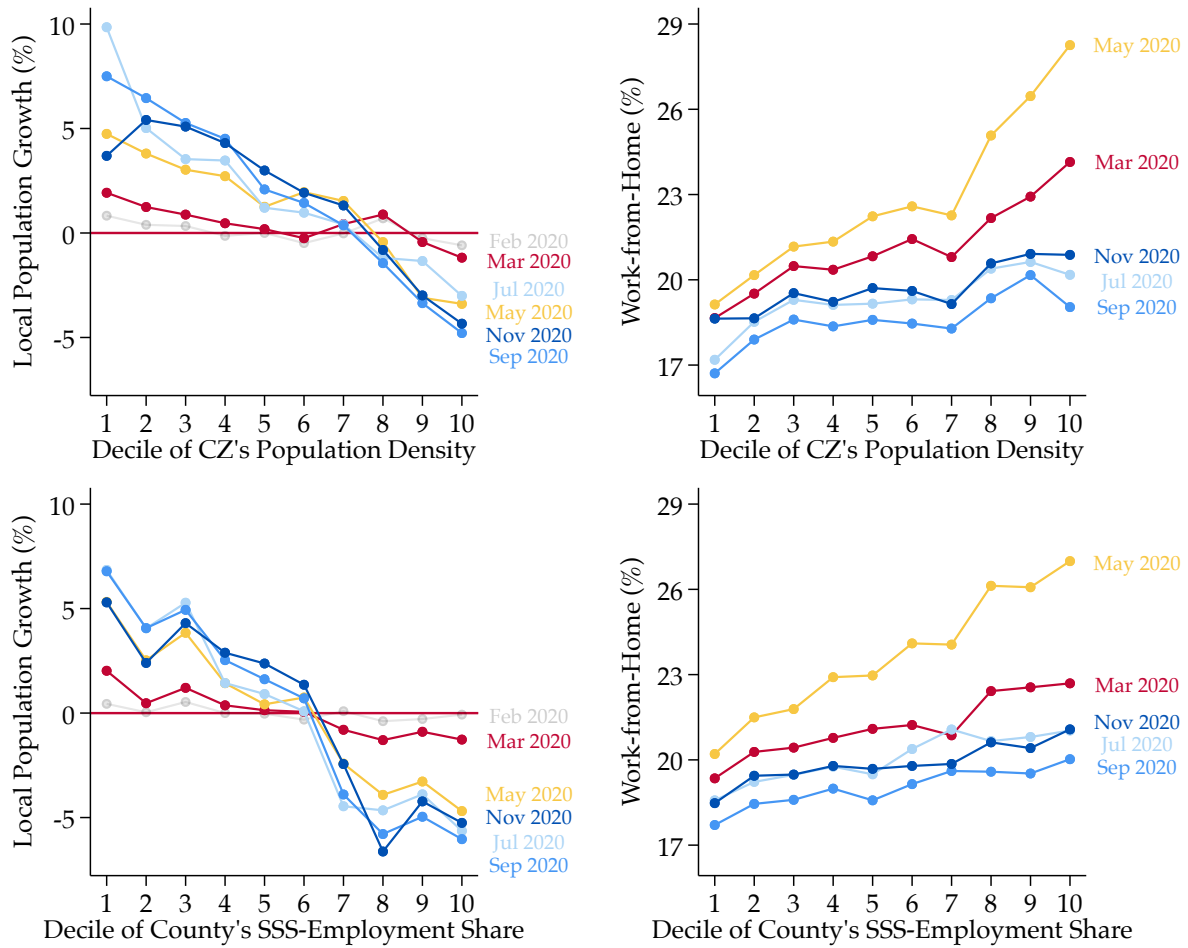 Local Population Growth (%)
10
5
0
-5
Feb 2020
Mar 2020
Jul 2020
May 2020
Nov 2020
Sep 2020
1 2 3 4 5 6 7 8 9 10
Decile of CZ's Population Density
Work-from-Home (%)
29
26
23
20
17
May 2020
Mar 2020
Nov 2020
Jul 2020
Sep 2020
1 2 3 4 5 6 7 8 9 10
Decile of CZ's Population Density
Local Population Growth (%)
10
5
0
-5
Feb 2020
Mar 2020
May 2020
Nov 2020
Jul 2020
Sep 2020
1 2 3 4 5 6 7 8 9 10
Decile of County's SSS-Employment Share
Work-from-Home (%)
29
26
23
20
17
May 2020
Mar 2020
Nov 2020
Jul 2020
Sep 2020
1 2 3 4 5 6 7 8 9 10
Decile of County's SSS-Employment Share